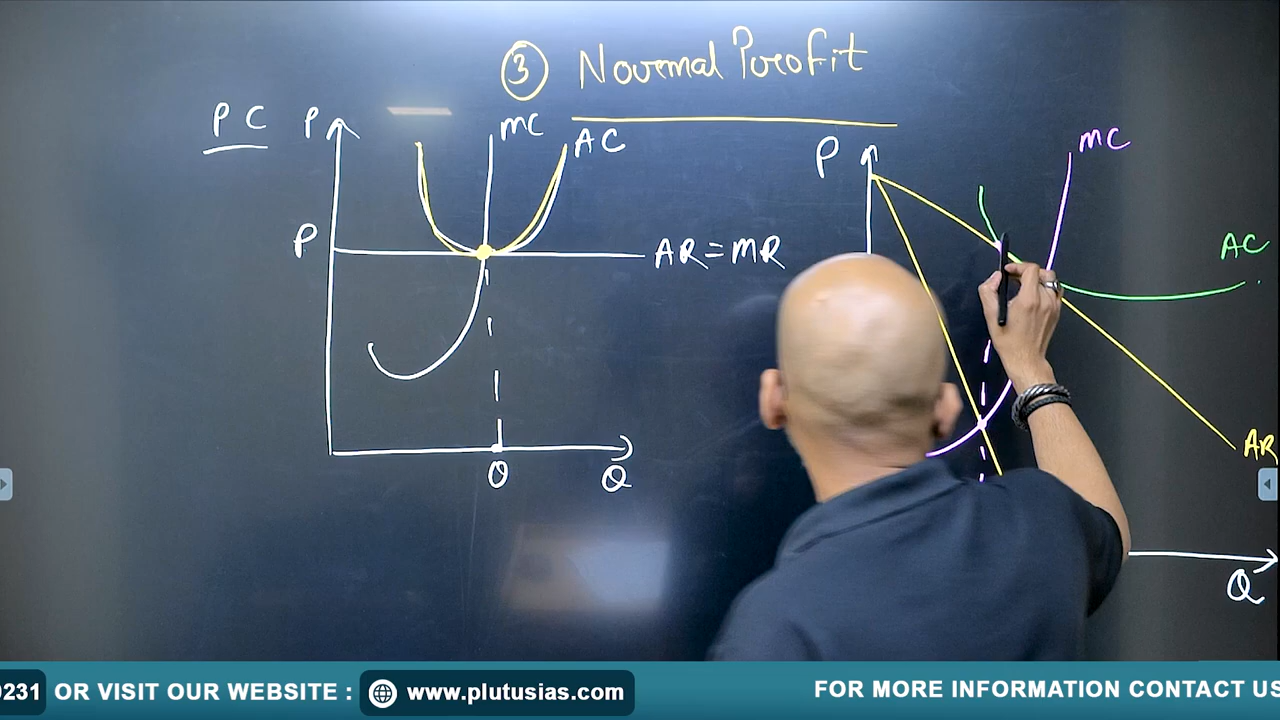 ③ Normal Profit
PC
P
MC
AC
P
AR=MR
Q
Q
P
MC
AC
AR
Q
0231 OR VISIT OUR WEBSITE : www.plutusias.com FOR MORE INFORMATION CONTACT US